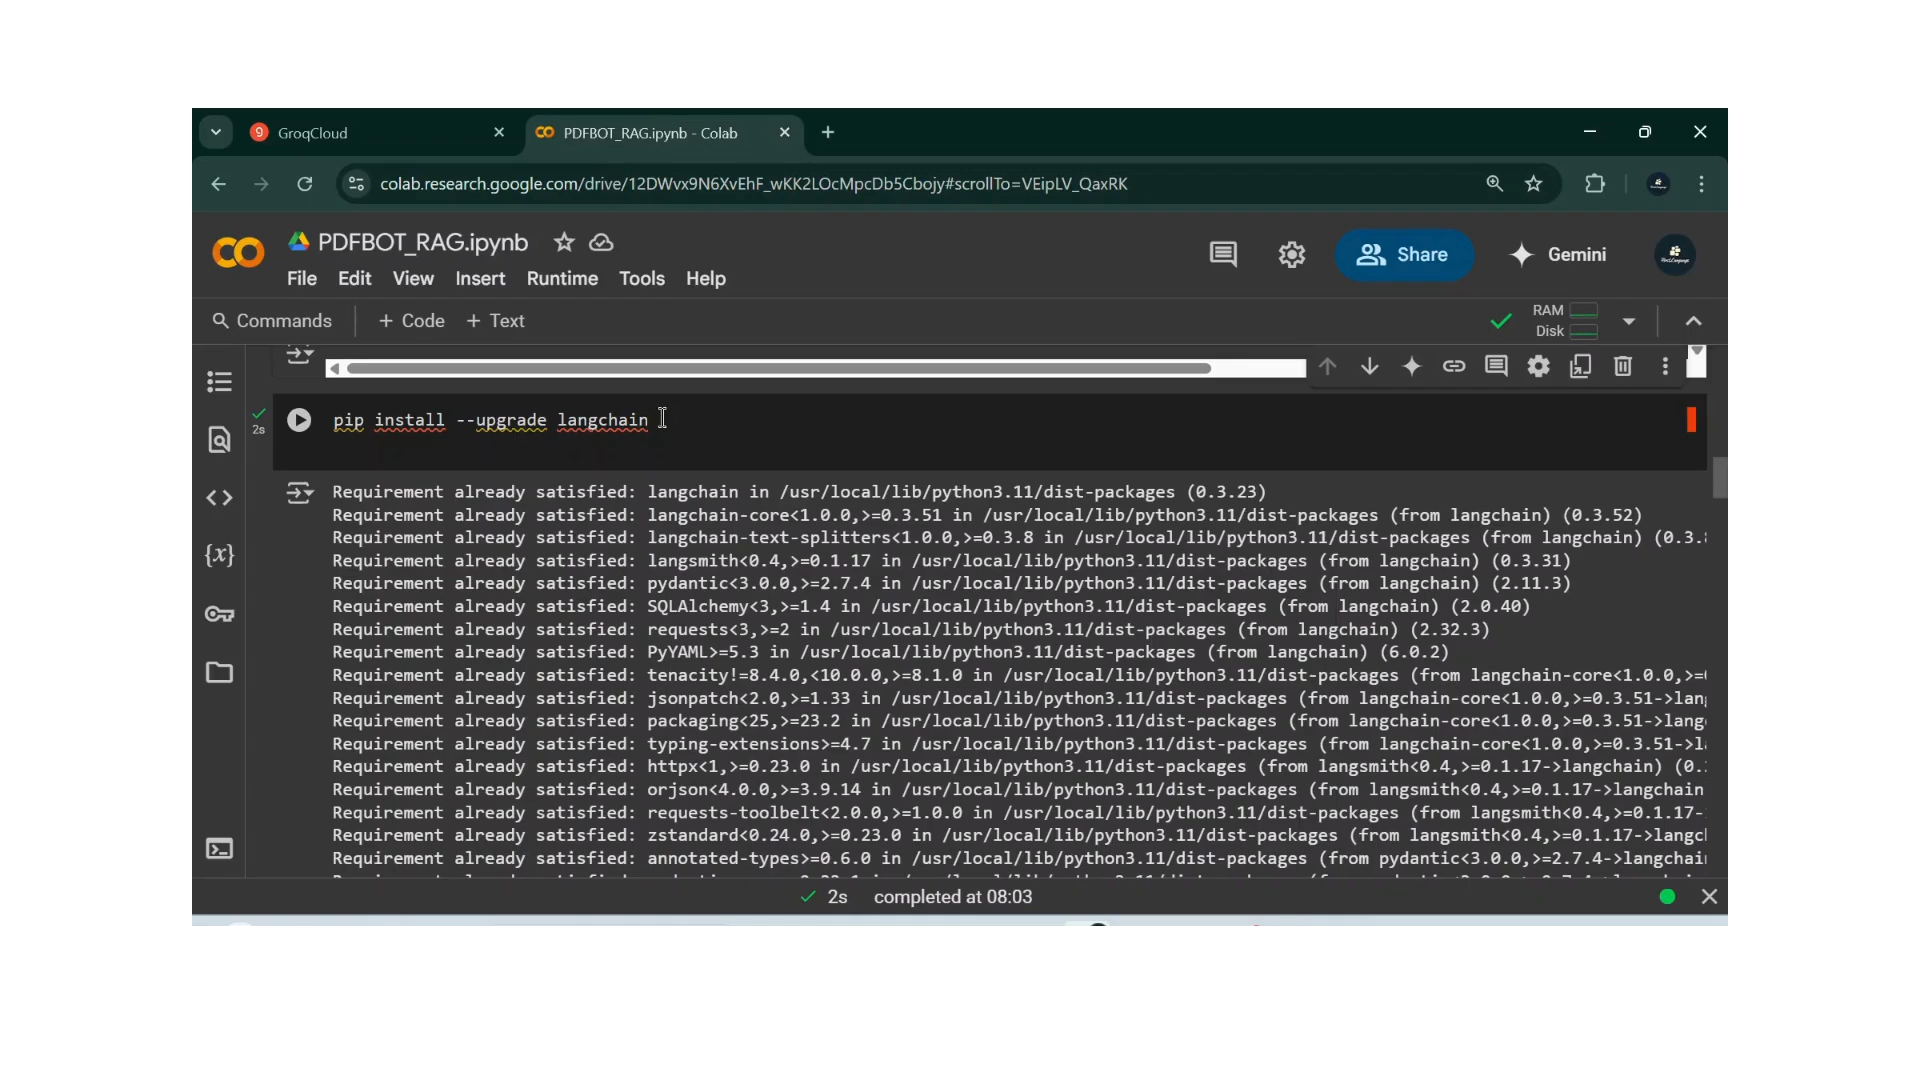 9 GroqCloud
PDFBOT_RAG.ipynb - Colab
colab.research.google.com/drive/12DWvx9N6XvEhF_wKK2LOcMpcDb5Cbojy#scrollTo=VEipLV_QaxRK
PDFBOT_RAG.ipynb
Share
Gemini
File Edit View Insert Runtime Tools Help
Commands + Code + Text
RAM
Disk
pip install --upgrade langchain
2s
Requirement already satisfied: langchain in /usr/local/lib/python3.11/dist-packages (0.3.23)
Requirement already satisfied: langchain-core<1.0.0,>=0.3.51 in /usr/local/lib/python3.11/dist-packages (from langchain) (0.3.52)
Requirement already satisfied: langchain-text-splitters<1.0.0,>=0.3.8 in /usr/local/lib/python3.11/dist-packages (from langchain) (0.3.
Requirement already satisfied: langsmith<0.4,>=0.1.17 in /usr/local/lib/python3.11/dist-packages (from langchain) (0.3.31)
Requirement already satisfied: pydantic<3.0.0,>=2.7.4 in /usr/local/lib/python3.11/dist-packages (from langchain) (2.11.3)
Requirement already satisfied: SQLAlchemy<3,>=1.4 in /usr/local/lib/python3.11/dist-packages (from langchain) (2.0.40)
Requirement already satisfied: requests<3,>=2 in /usr/local/lib/python3.11/dist-packages (from langchain) (2.32.3)
Requirement already satisfied: PyYAML>=5.3 in /usr/local/lib/python3.11/dist-packages (from langchain) (6.0.2)
Requirement already satisfied: tenacity!=8.4.0,<10.0.0,>=8.1.0 in /usr/local/lib/python3.11/dist-packages (from langchain-core<1.0.0,>=
Requirement already satisfied: jsonpatch<2.0,>=1.33 in /usr/local/lib/python3.11/dist-packages (from langchain-core<1.0.0,>=0.3.51->lan
Requirement already satisfied: packaging<25,>=23.2 in /usr/local/lib/python3.11/dist-packages (from langchain-core<1.0.0,>=0.3.51->lang
Requirement already satisfied: typing-extensions>=4.7 in /usr/local/lib/python3.11/dist-packages (from langchain-core<1.0.0,>=0.3.51->l
Requirement already satisfied: httpx<1,>=0.23.0 in /usr/local/lib/python3.11/dist-packages (from langsmith<0.4,>=0.1.17->langchain) (0.
Requirement already satisfied: orjson<4.0.0,>=3.9.14 in /usr/local/lib/python3.11/dist-packages (from langsmith<0.4,>=0.1.17->langchain
Requirement already satisfied: requests-toolbelt<2.0.0,>=1.0.0 in /usr/local/lib/python3.11/dist-packages (from langsmith<0.4,>=0.1.17-
Requirement already satisfied: zstandard<0.24.0,>=0.23.0 in /usr/local/lib/python3.11/dist-packages (from langsmith<0.4,>=0.1.17->langc
Requirement already satisfied: annotated-types>=0.6.0 in /usr/local/lib/python3.11/dist-packages (from pydantic<3.0.0,>=2.7.4->langchai
2s completed at 08:03